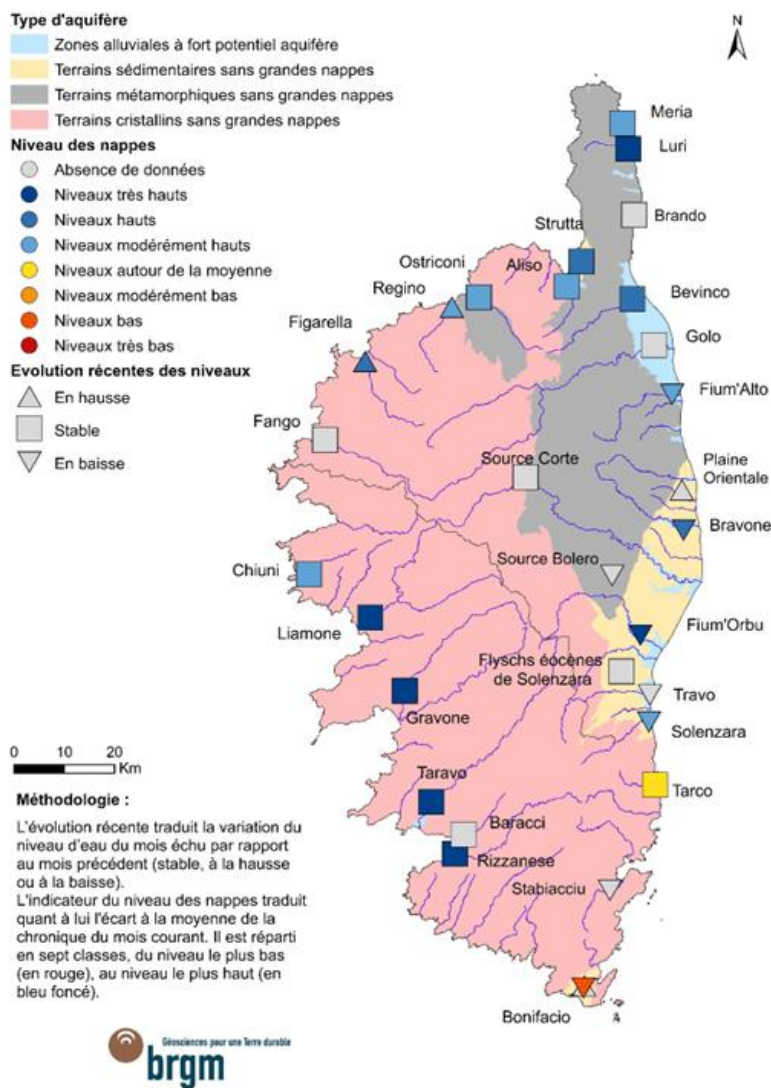 Type d'aquifère
Zones alluviales à fort potentiel aquifère
Terrains sédimentaires sans grandes nappes
Terrains métamorphiques sans grandes nappes
Terrains cristallins sans grandes nappes
Niveau des nappes
Absence de données
Niveaux très hauts
Niveaux hauts
Niveaux modérément hauts
Niveaux autour de la moyenne
Niveaux modérément bas
Niveaux bas
Niveaux très bas
Evolution récentes des niveaux
En hausse
Stable
En baisse
N
Meria
Luri
Brando
Strutta
Ostriconi
Aliso
Regino
Bevinco
Figarella
Golo
Fium'Alto
Fango
Source Corte
Plaine
Orientale
Bravone
Source Bolero
Chiuni
Liamone
Fium'Orbu
Flyschs éocènes
de Solenzara
Travo
Gravone
Solenzara
Taravo
Tarco
Baracci
Rizzanese
Stabiacciu
Bonifacio
0 10 20
Km
Méthodologie :
L'évolution récente traduit la variation du
niveau d'eau du mois échu par rapport
au mois précédent (stable, à la hausse
ou à la baisse).
L'indicateur du niveau des nappes traduit
quant à lui l'écart à la moyenne de la
chronique du mois courant. Il est réparti
en sept classes, du niveau le plus bas
(en rouge), au niveau le plus haut (en
bleu foncé).
Géosciences pour une Terre durable
brgm